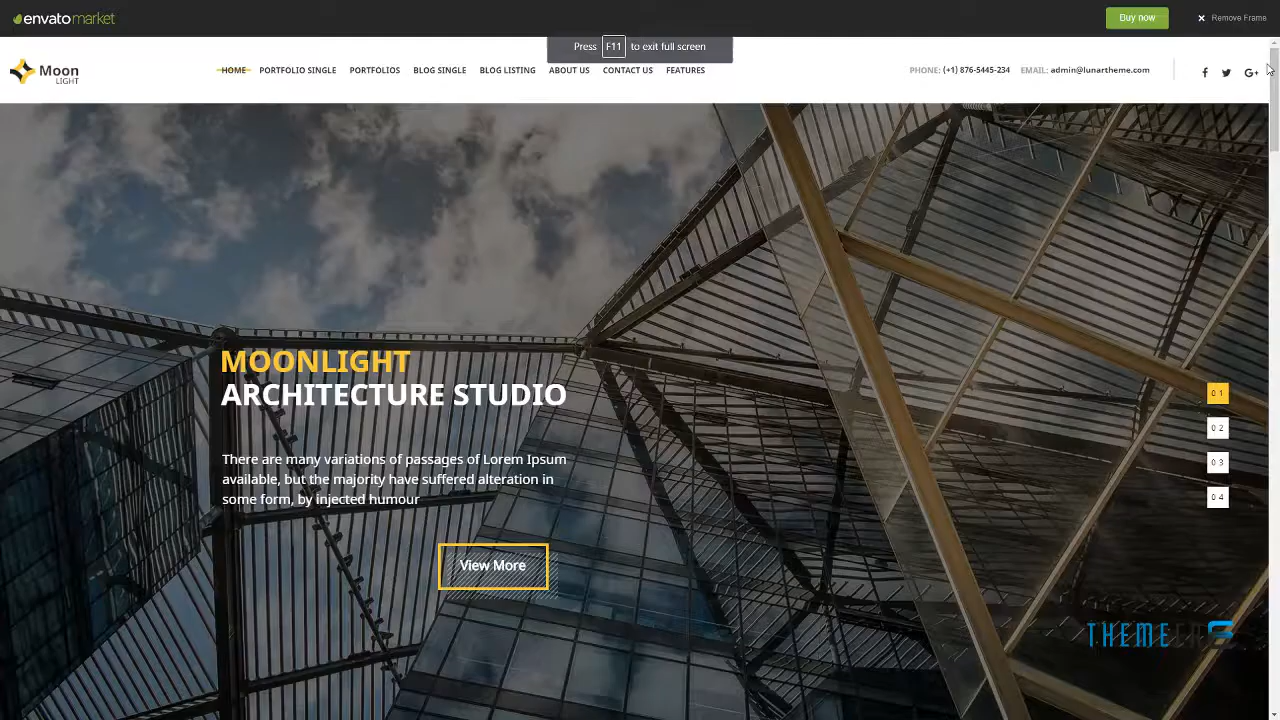 envato market
Buy now
Remove Frame
Press F11 to exit full screen
Moon
LIGHT
HOME
PORTFOLIO SINGLE
PORTFOLIOS
BLOG SINGLE
BLOG LISTING
ABOUT US
CONTACT US
FEATURES
PHONE: (+1) 876-5445-234
EMAIL: admin@lunartheme.com
MOONLIGHT
ARCHITECTURE STUDIO
There are many variations of passages of Lorem Ipsum
available, but the majority have suffered alteration in
some form, by injected humour
View More
01
02
03
04